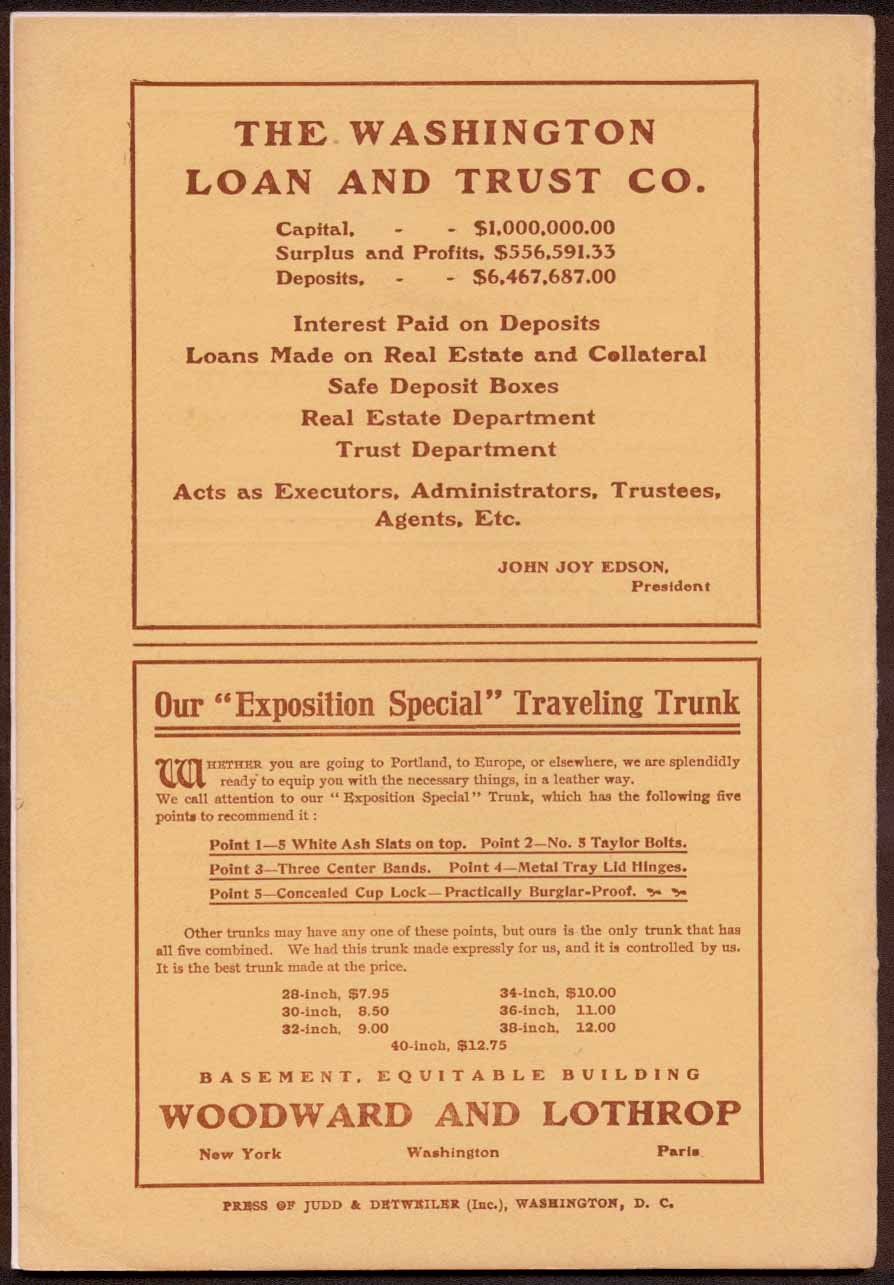 THE WASHINGTON
LOAN AND TRUST CO.
Capital, - - $1,000,000.00
Surplus and Profits, $556,591.33
Deposits, - - $6,467,687.00
Interest Paid on Deposits
Loans Made on Real Estate and Collateral
Safe Deposit Boxes
Real Estate Department
Trust Department
Acts as Executors, Administrators, Trustees,
Agents, Etc.
JOHN JOY EDSON,
President
Our “Exposition Special” Traveling Trunk
WHETHER you are going to Portland, to Europe, or elsewhere, we are splendidly
ready to equip you with the necessary things, in a leather way.
We call attention to our “Exposition Special” Trunk, which has the following five
points to recommend it :
Point 1—5 White Ash Slats on top. Point 2—No. 5 Taylor Bolts.
Point 3—Three Center Bands. Point 4—Metal Tray Lid Hinges.
Point 5—Concealed Cup Lock—Practically Burglar-Proof.
Other trunks may have any one of these points, but ours is the only trunk that has
all five combined. We had this trunk made expressly for us, and it is controlled by us.
It is the best trunk made at the price.
28-inch, $7.95 34-inch, $10.00
30-inch, 8.50 36-inch, 11.00
32-inch, 9.00 38-inch, 12.00
40-inch, $12.75
BASEMENT, EQUITABLE BUILDING
WOODWARD AND LOTHROP
New York Washington Paris
PRESS OF JUDD & DETWEILER (Inc.), WASHINGTON, D. C.